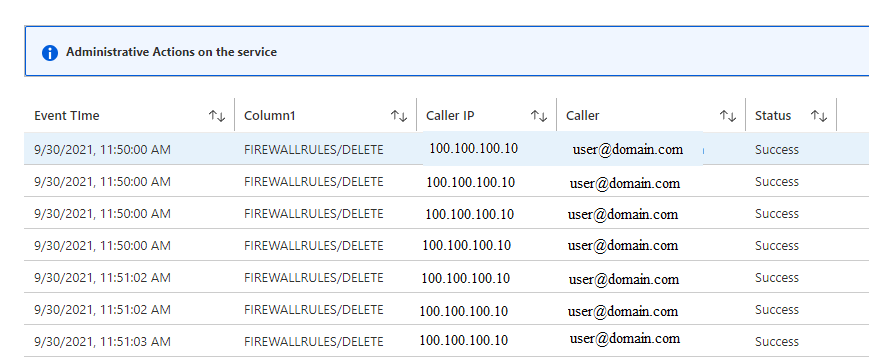 Administrative Actions on the service
Event TIme Column1 Caller IP Caller Status
9/30/2021, 11:50:00 AM FIREWALLRULES/DELETE 100.100.100.10 user@domain.com Success
9/30/2021, 11:50:00 AM FIREWALLRULES/DELETE 100.100.100.10 user@domain.com Success
9/30/2021, 11:50:00 AM FIREWALLRULES/DELETE 100.100.100.10 user@domain.com Success
9/30/2021, 11:50:00 AM FIREWALLRULES/DELETE 100.100.100.10 user@domain.com Success
9/30/2021, 11:51:02 AM FIREWALLRULES/DELETE 100.100.100.10 user@domain.com Success
9/30/2021, 11:51:02 AM FIREWALLRULES/DELETE 100.100.100.10 user@domain.com Success
9/30/2021, 11:51:03 AM FIREWALLRULES/DELETE 100.100.100.10 user@domain.com Success